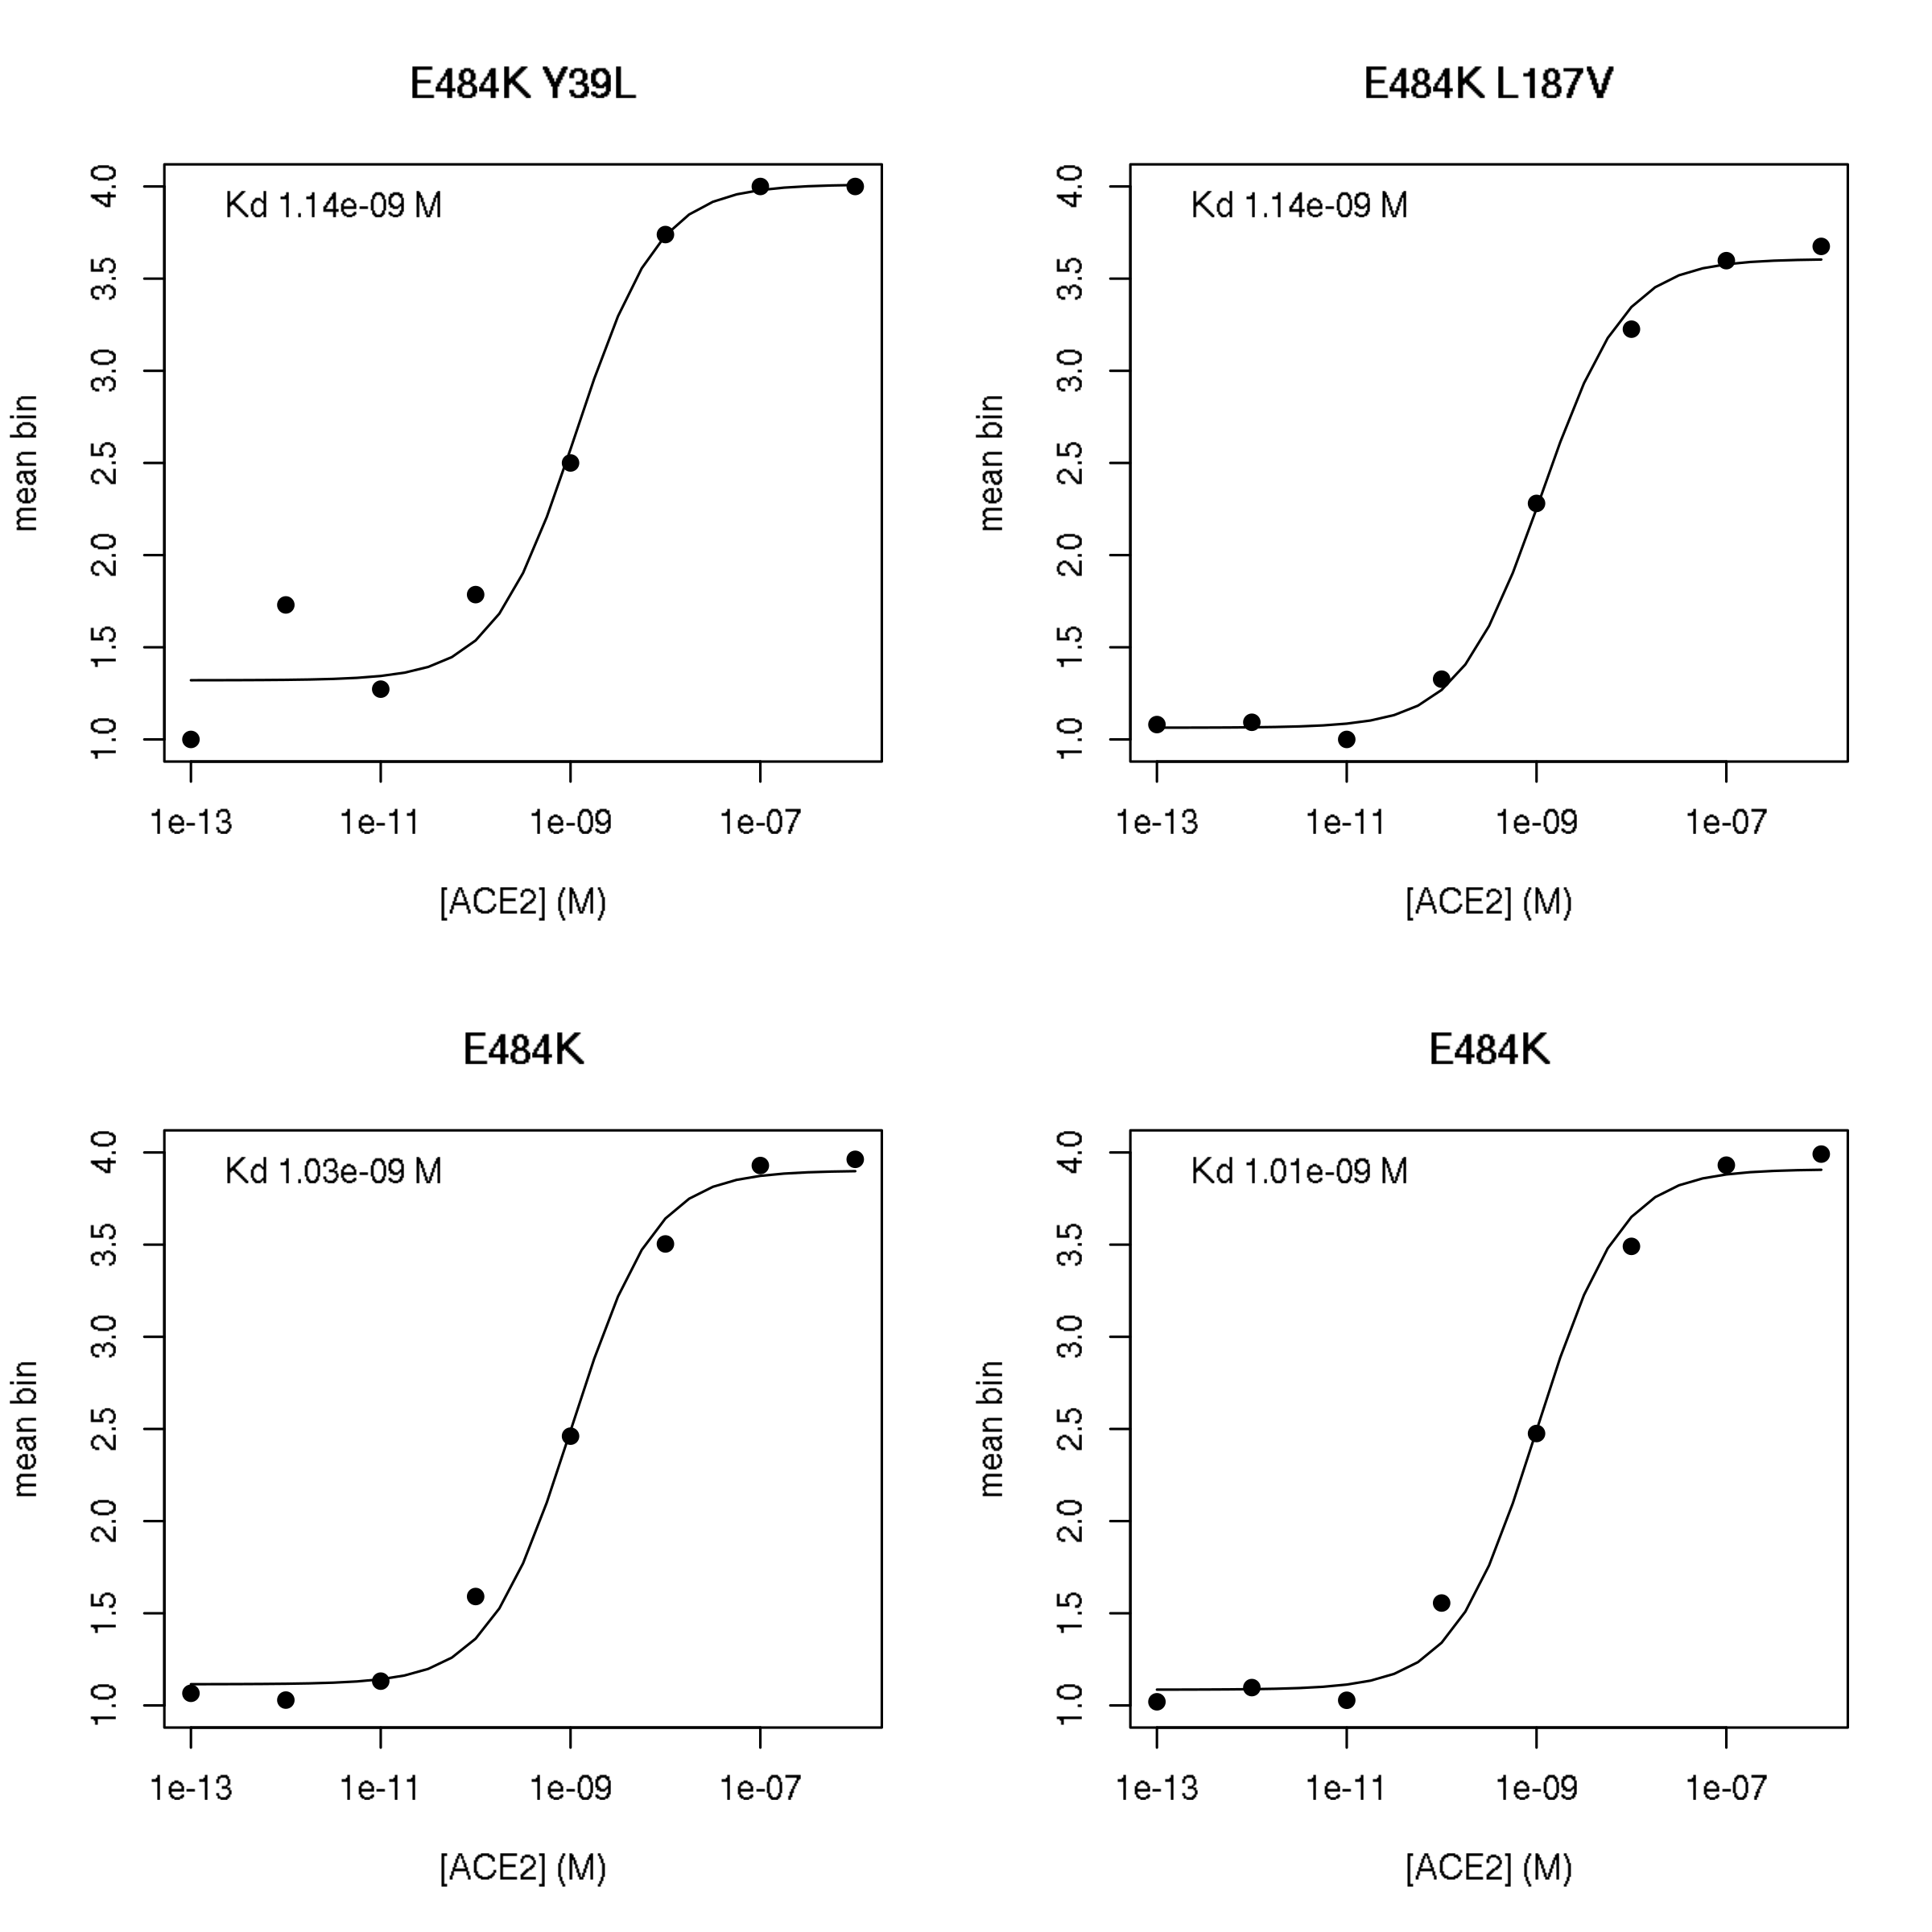 E484K Y39L
Kd 1.14e-09 M
mean bin
4.0
3.5
3.0
2.5
2.0
1.5
1.0
1e-13 1e-11 1e-09 1e-07
[ACE2] (M)
E484K L187V
Kd 1.14e-09 M
mean bin
4.0
3.5
3.0
2.5
2.0
1.5
1.0
1e-13 1e-11 1e-09 1e-07
[ACE2] (M)
E484K
Kd 1.03e-09 M
mean bin
4.0
3.5
3.0
2.5
2.0
1.5
1.0
1e-13 1e-11 1e-09 1e-07
[ACE2] (M)
E484K
Kd 1.01e-09 M
mean bin
4.0
3.5
3.0
2.5
2.0
1.5
1.0
1e-13 1e-11 1e-09 1e-07
[ACE2] (M)